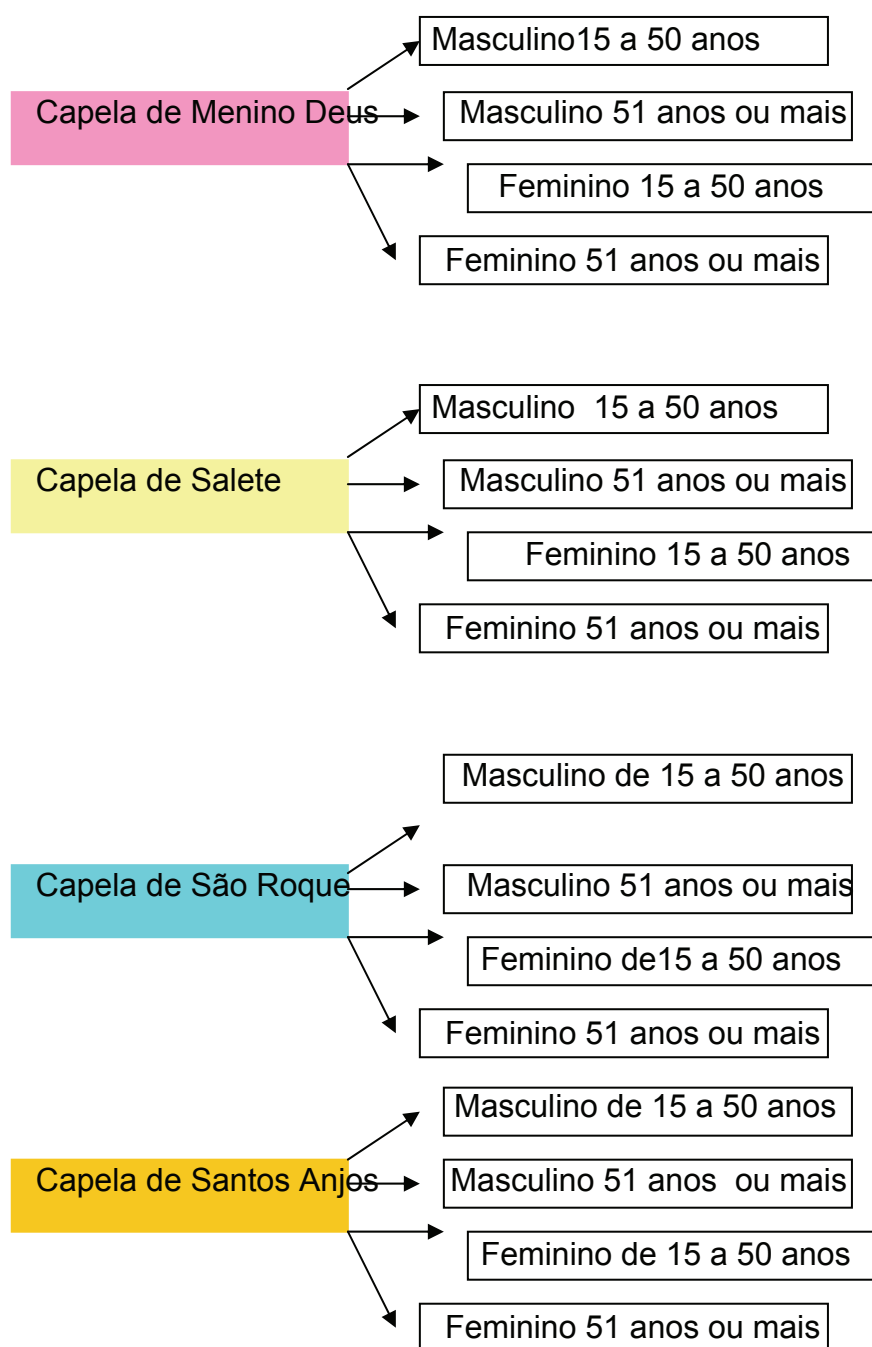 Masculino15 a 50 anos
Capela de Menino Deus
Masculino 51 anos ou mais
Feminino 15 a 50 anos
Feminino 51 anos ou mais
Masculino  15 a 50 anos
Capela de Salete
Masculino 51 anos ou mais
Feminino 15 a 50 anos
Feminino 51 anos ou mais
Masculino de 15 a 50 anos
Capela de São Roque
Masculino 51 anos ou mais
Feminino de15 a 50 anos
Feminino 51 anos ou mais
Masculino de 15 a 50 anos
Capela de Santos Anjos
Masculino 51 anos  ou mais
Feminino de 15 a 50 anos
Feminino 51 anos ou mais